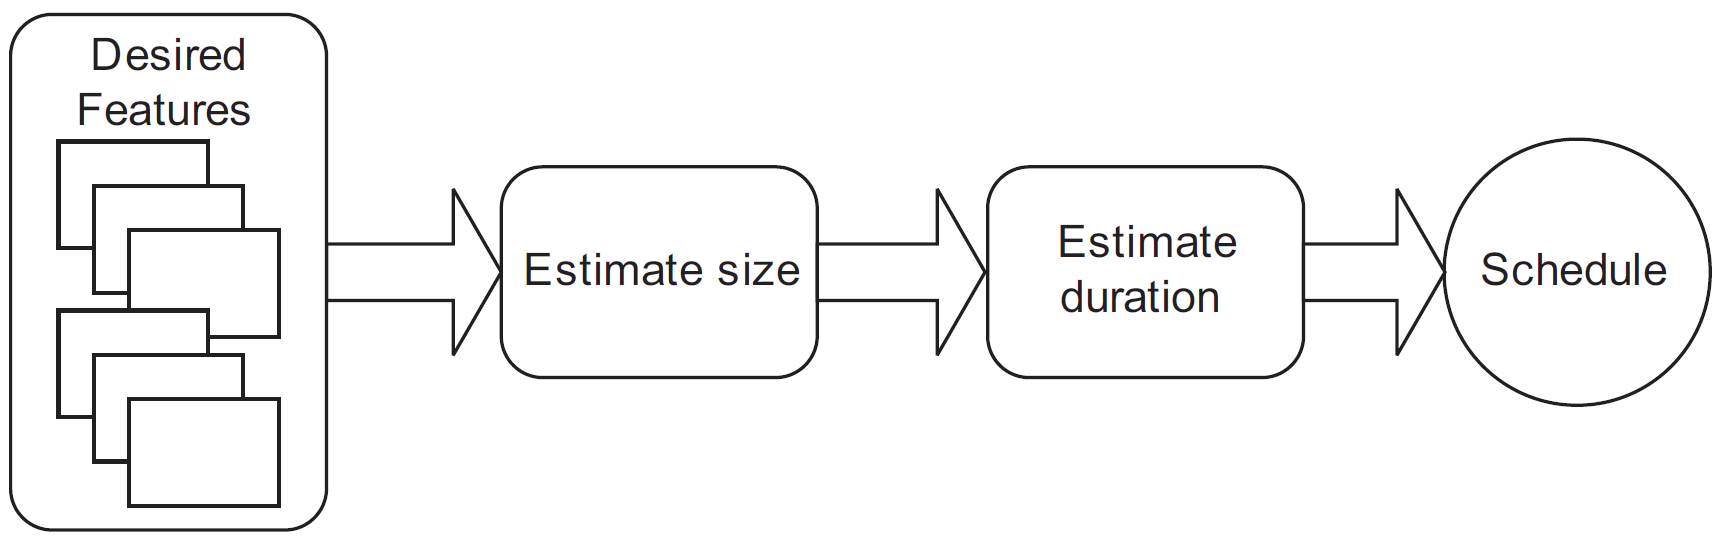 Desired
Features
Estimate size
Estimate
duration
Schedule